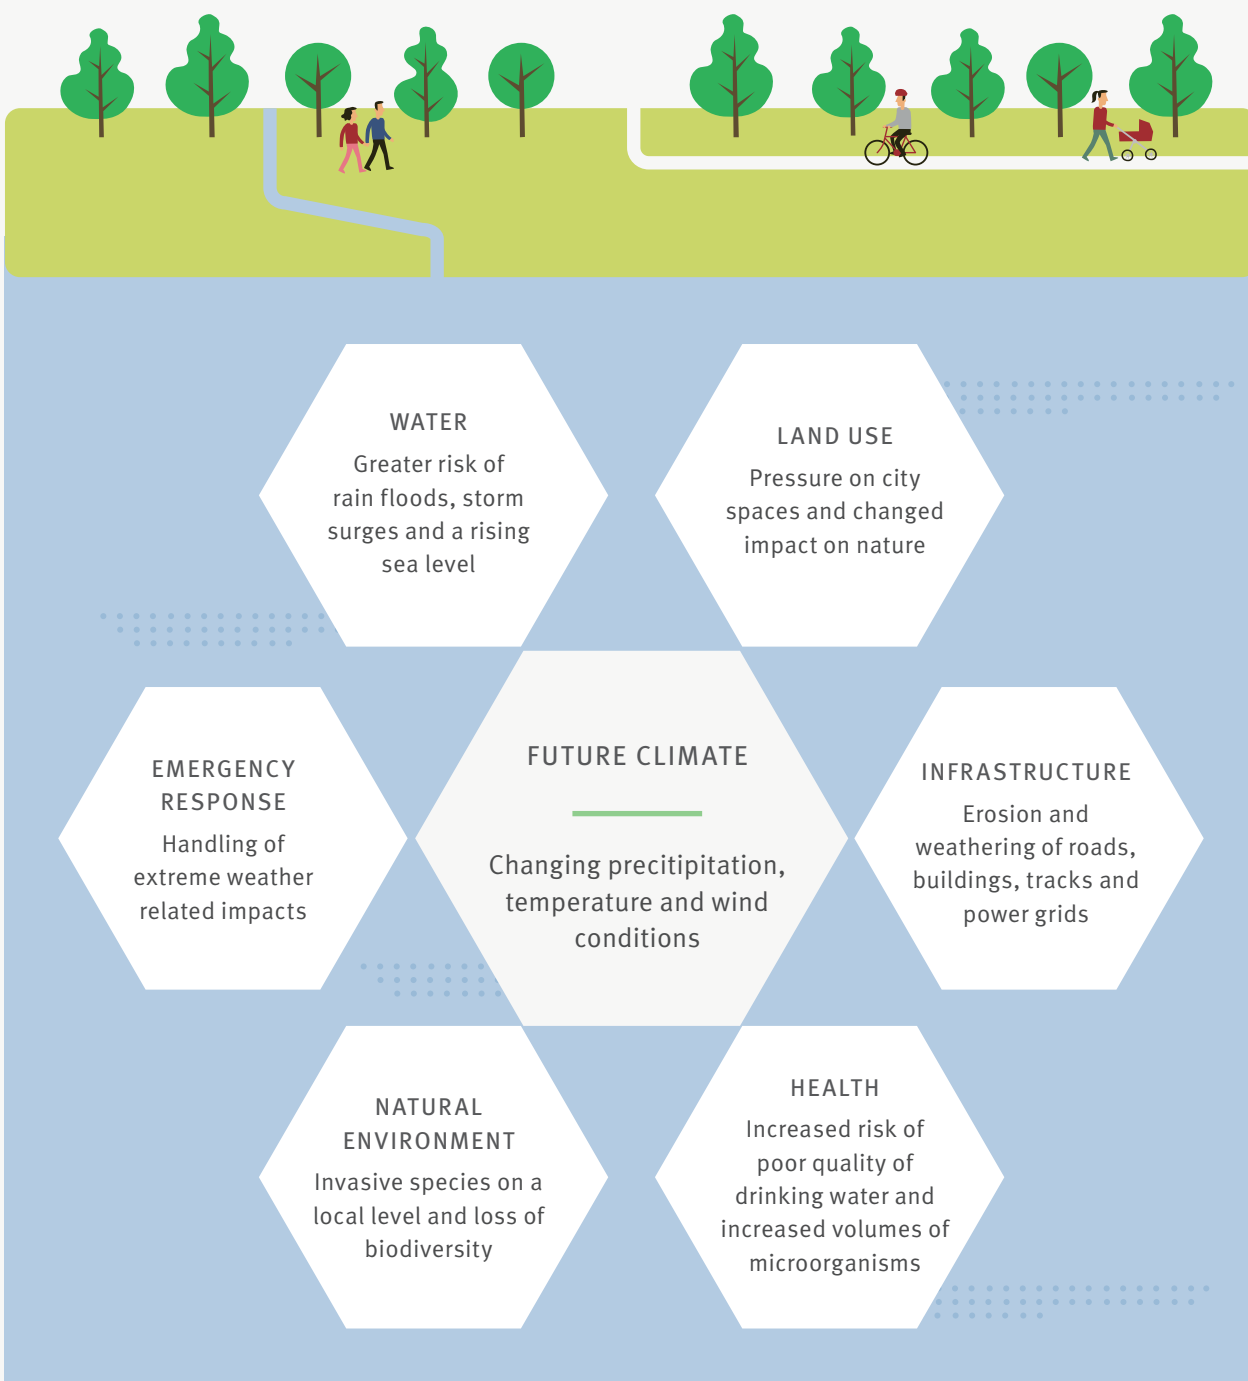 WATER
Greater risk of
rain floods, storm
surges and a rising
sea level
LAND USE
Pressure on city
spaces and changed
impact on nature
EMERGENCY
RESPONSE
Handling of
extreme weather
related impacts
FUTURE CLIMATE
Changing precitipitation,
temperature and wind
conditions
INFRASTRUCTURE
Erosion and
weathering of roads,
buildings, tracks and
power grids
NATURAL
ENVIRONMENT
Invasive species on a
local level and loss of
biodiversity
HEALTH
Increased risk of
poor quality of
drinking water and
increased volumes of
microorganisms